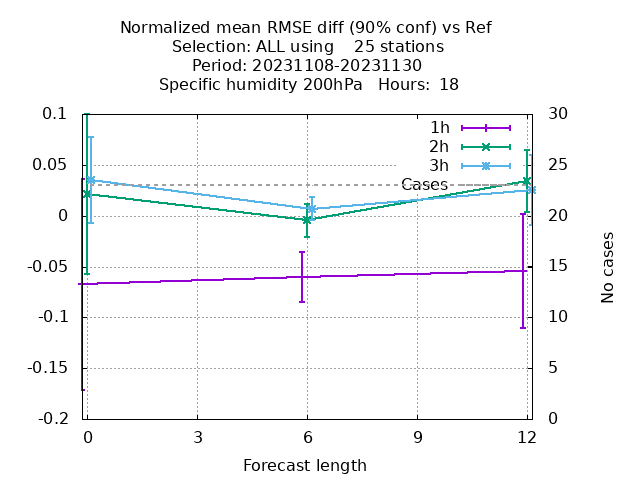 Normalized mean RMSE diff (90% conf) vs Ref
Selection: ALL using    25 stations
Period: 20231108-20231130
Specific humidity 200hPa   Hours:  18
0.1
0.05
0
-0.05
-0.1
-0.15
-0.2
30
25
20
15
10
5
0
1h
2h
3h
Cases
No cases
0
3
6
9
12
Forecast length